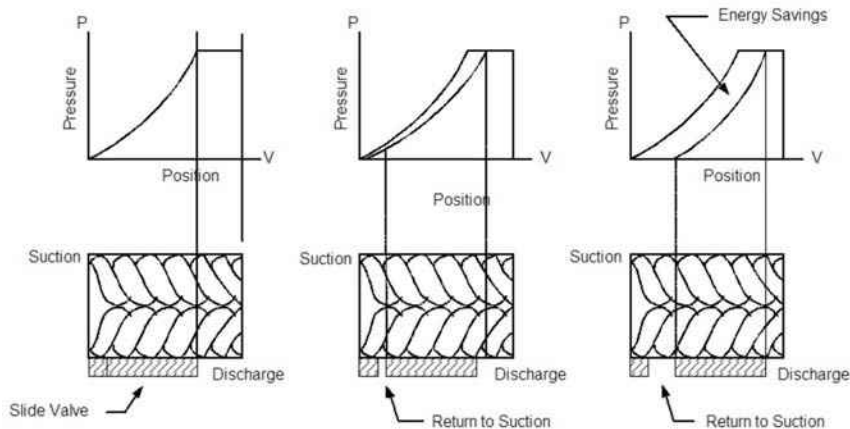 P
Pressure
Position
V
Suction
Discharge
Slide Valve
P
Pressure
V
Position
Suction
Discharge
Return to Suction
P
Energy Savings
Pressure
V
Position
Suction
Discharge
Return to Suction